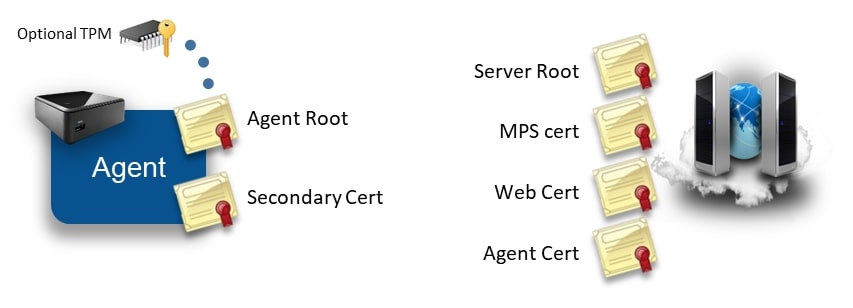 Optional TPM
Agent Root
Agent
Secondary Cert
Server Root
MPS cert
Web Cert
Agent Cert